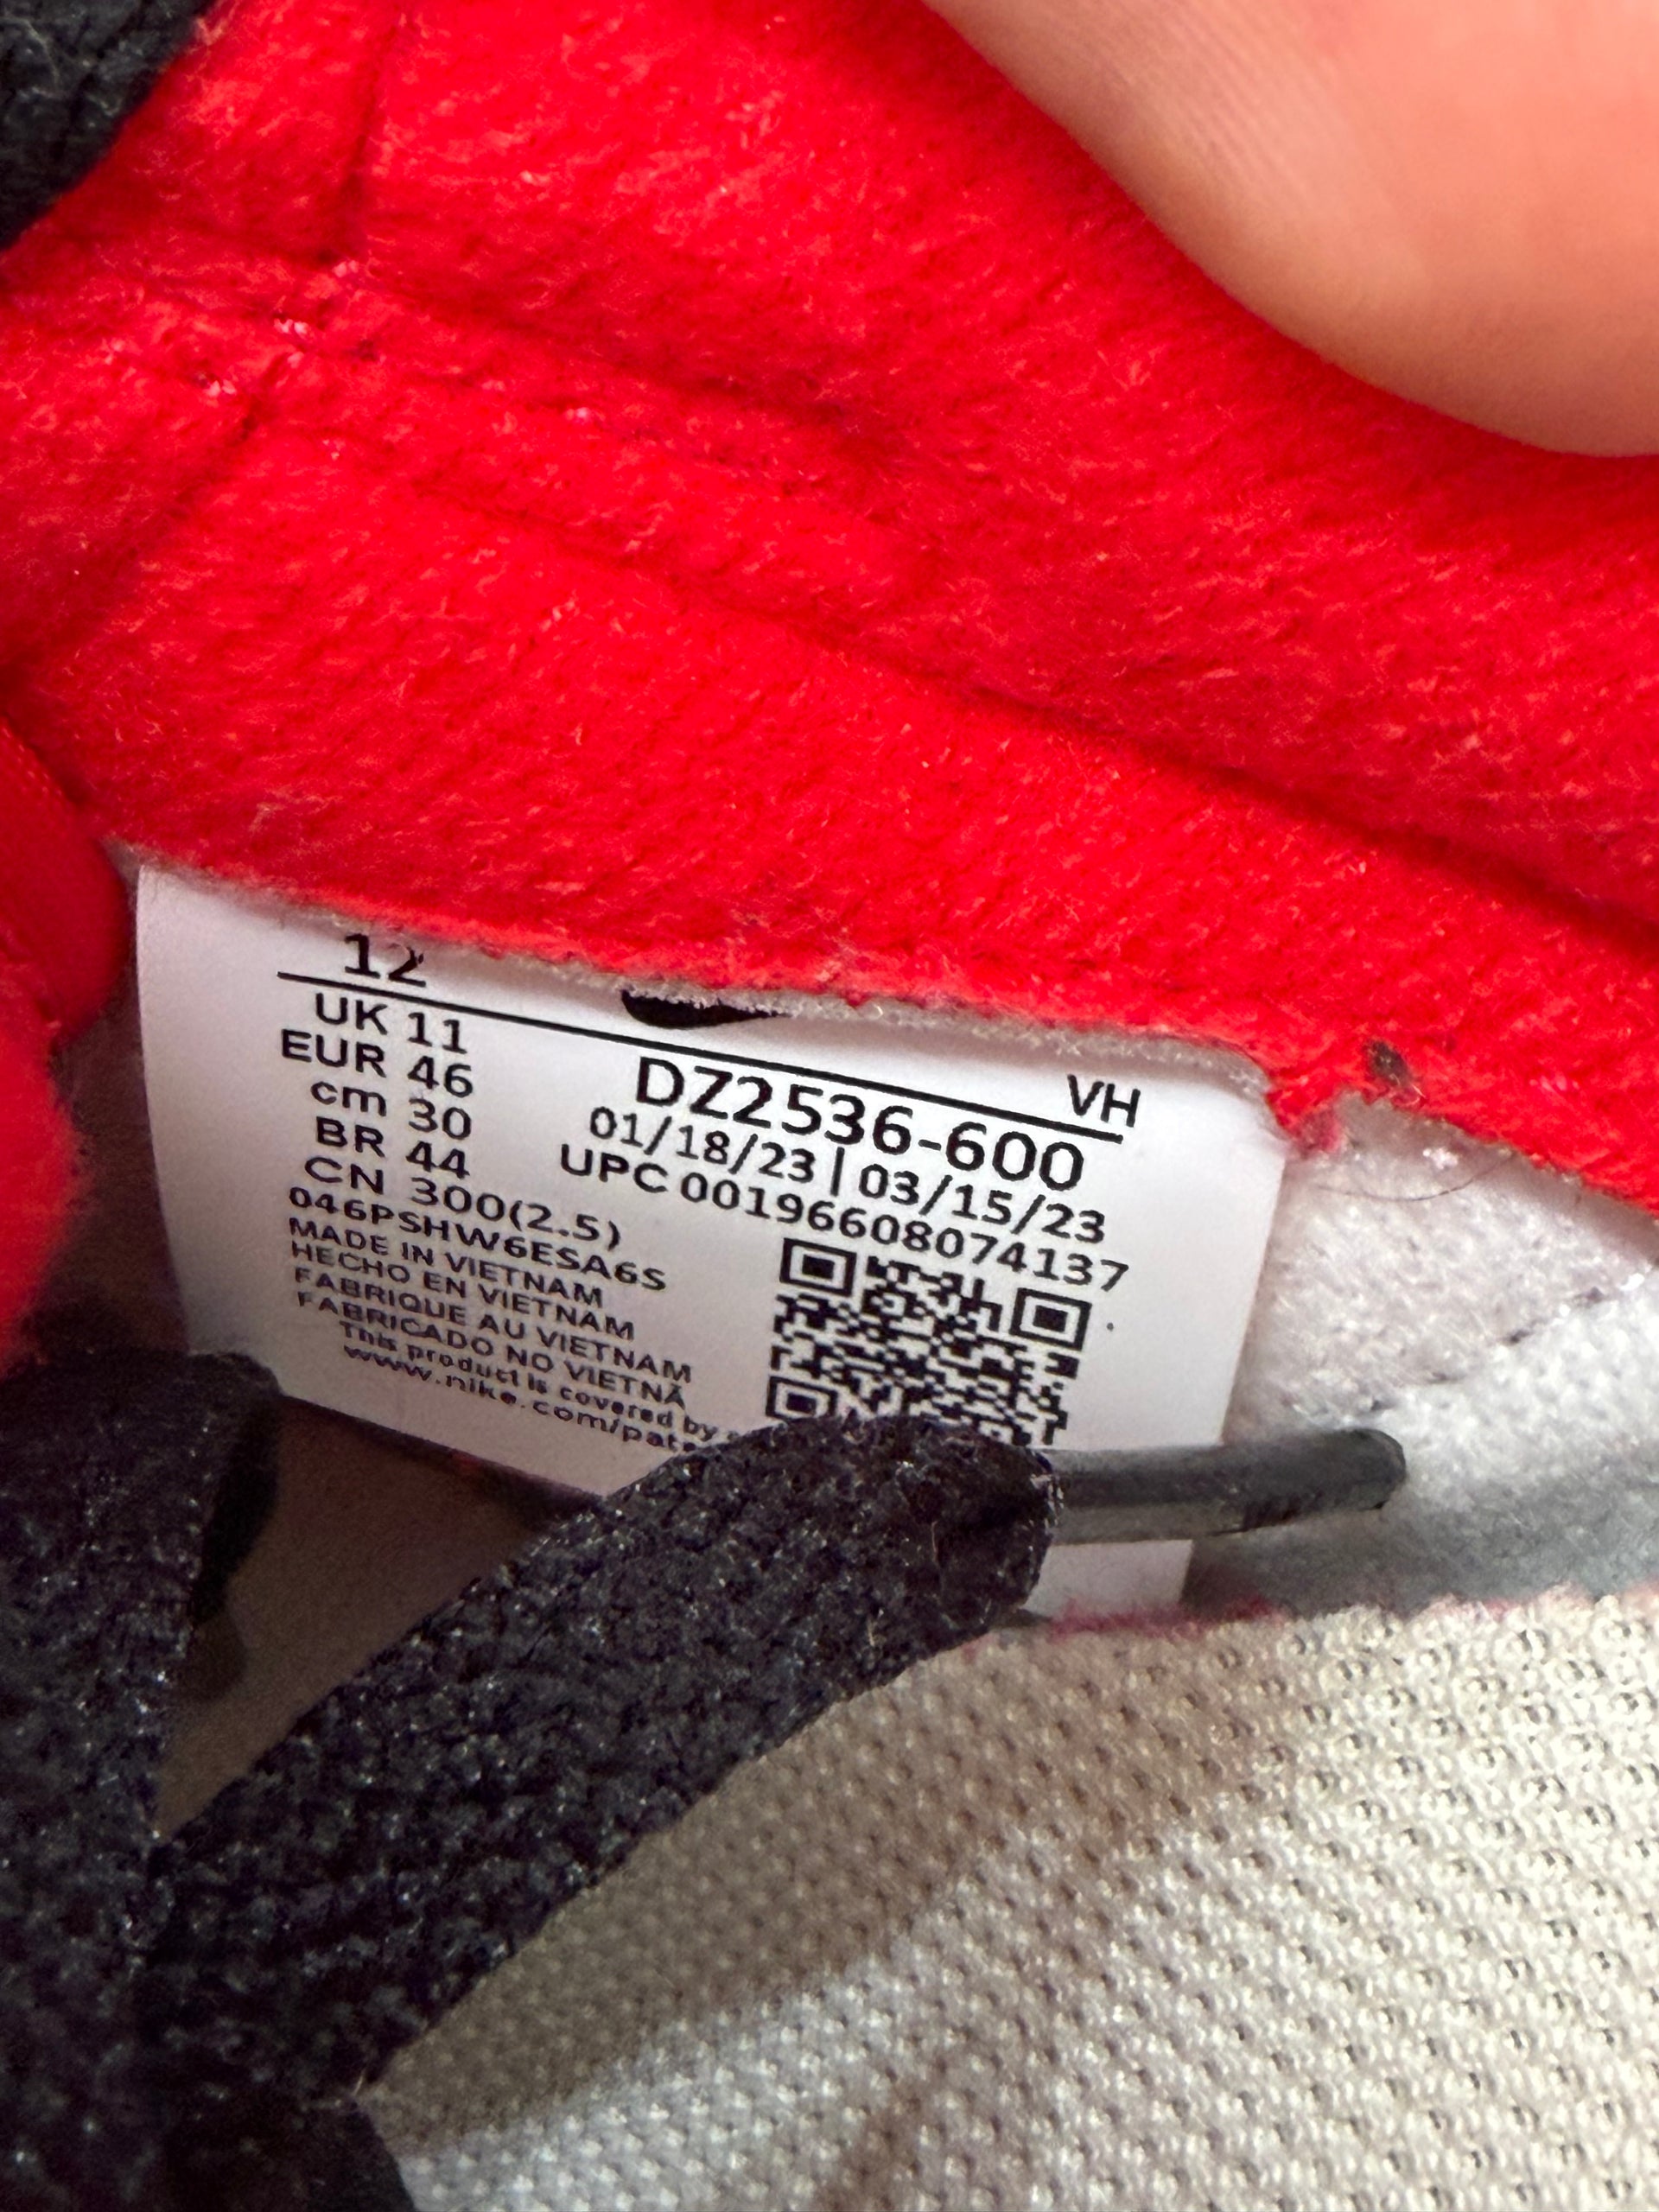 12
VH
UK 11
EUR 46
cm 30
BR 44
CN 300(2.5)
DZ2536-600
01/18/23 | 03/15/23
UPC 00196608074137
046PSHW6ESA6S
MADE IN VIETNAM
HECHO EN VIETNAM
FABRIQUE AU VIETNAM
FABRICADO NO VIETNÃ
This product is covered by
www.nike.com/pate